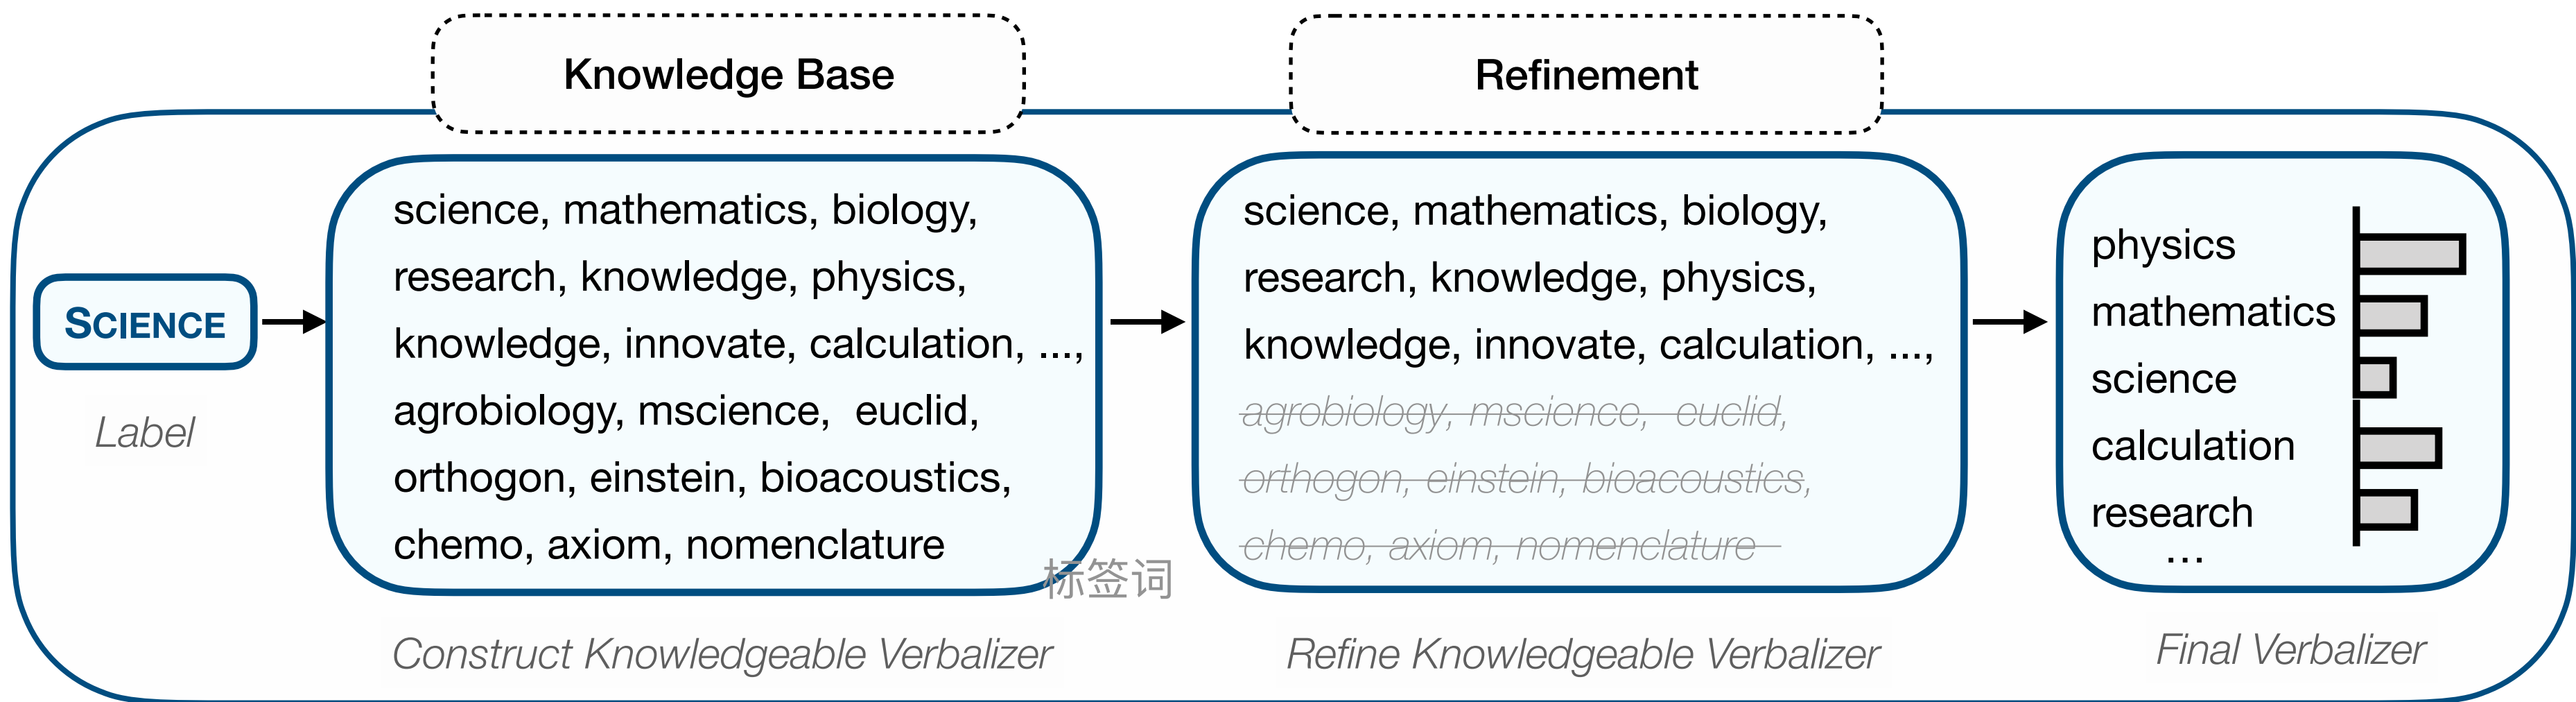 Knowledge Base
Refinement
SCIENCE
Label
science, mathematics, biology,
research, knowledge, physics,
knowledge, innovate, calculation, ...,
agrobiology, mscience, euclid,
orthogon, einstein, bioacoustics,
chemo, axiom, nomenclature
标签词
Construct Knowledgeable Verbalizer
science, mathematics, biology,
research, knowledge, physics,
knowledge, innovate, calculation, ...,
agrobiology, mscience, euclid,
orthogon, einstein, bioacoustics,
chemo, axiom, nomenclature
Refine Knowledgeable Verbalizer
physics
mathematics
science
calculation
research
...
Final Verbalizer